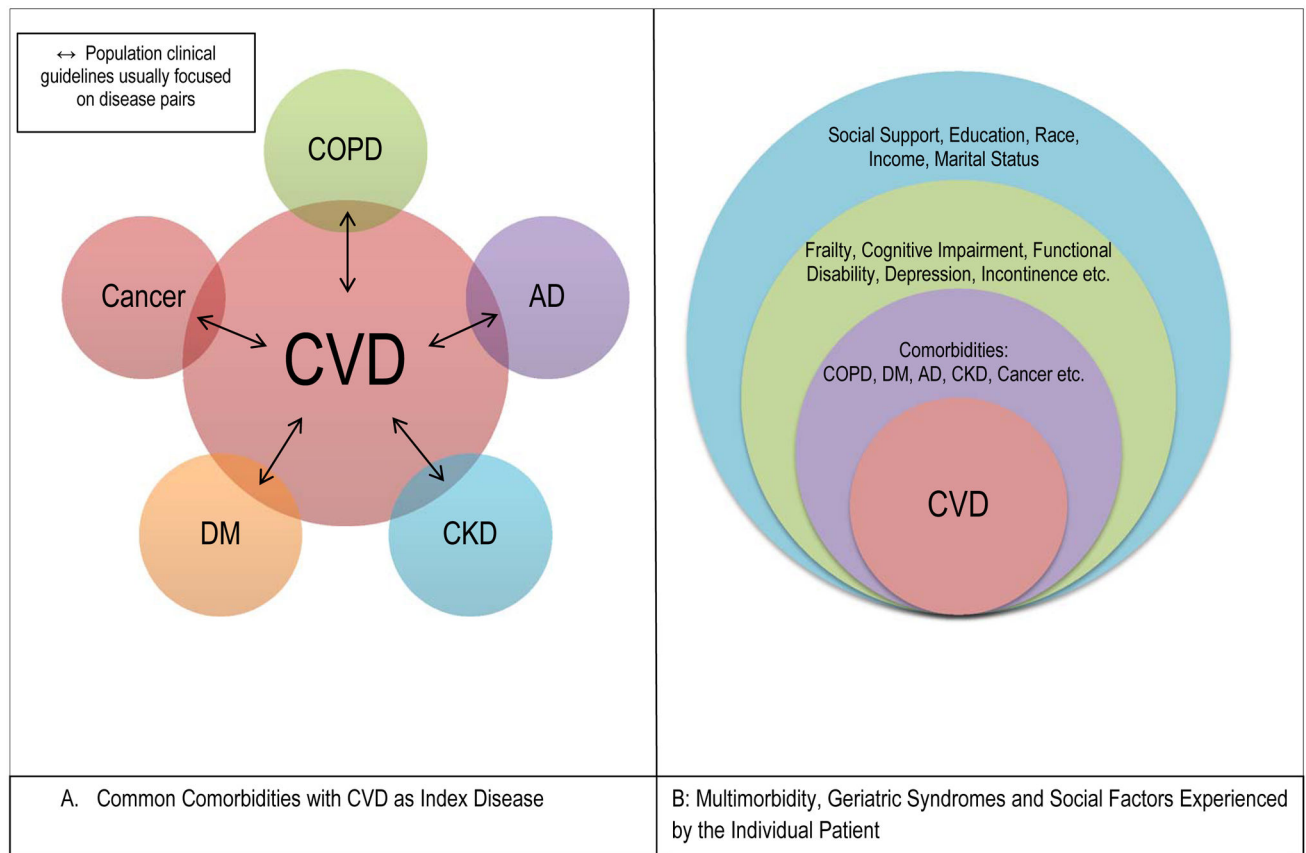 ↔ Population clinical
guidelines usually focused
on disease pairs
COPD
Cancer
AD
CVD
DM
CKD
A. Common Comorbidities with CVD as Index Disease
Social Support, Education, Race,
Income, Marital Status
Frailty, Cognitive Impairment, Functional
Disability, Depression, Incontinence etc.
Comorbidities:
COPD, DM, AD, CKD, Cancer etc.
CVD
B: Multimorbidity, Geriatric Syndromes and Social Factors Experienced
by the Individual Patient